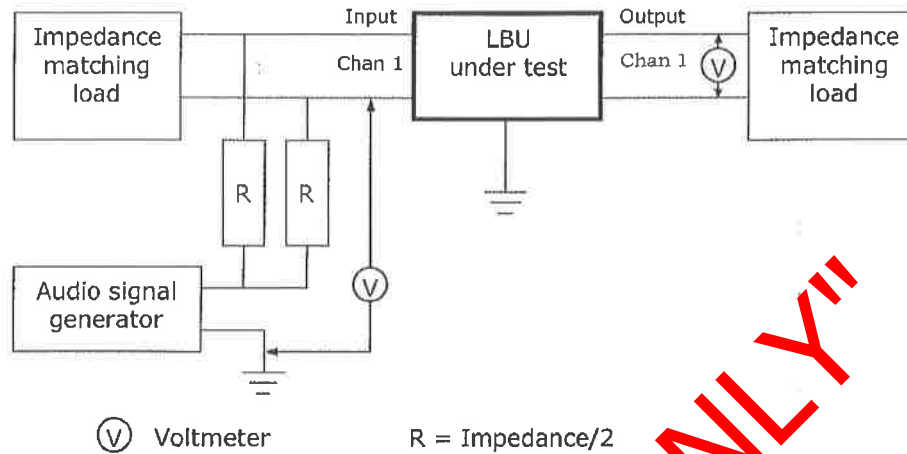 Impedance
matching
load
Input
Chan 1
LBU
under test
Output
Chan 1
V
Impedance
matching
load
R
R
V
Audio signal
generator
V Voltmeter
R = Impedance/2
NLY"